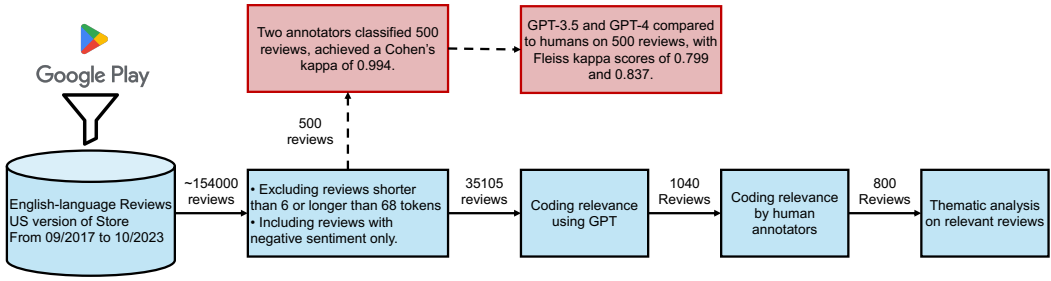 Google Play
English-language Reviews
US version of Store
From 09/2017 to 10/2023
~154000
reviews
• Excluding reviews shorter
than 6 or longer than 68 tokens
• Including reviews with
negative sentiment only.
500
reviews
Two annotators classified 500
reviews, achieved a Cohen's
kappa of 0.994.
GPT-3.5 and GPT-4 compared
to humans on 500 reviews, with
Fleiss kappa scores of 0.799
and 0.837.
35105
reviews
Coding relevance
using GPT
1040
Reviews
Coding relevance
by human
annotators
800
Reviews
Thematic analysis
on relevant reviews